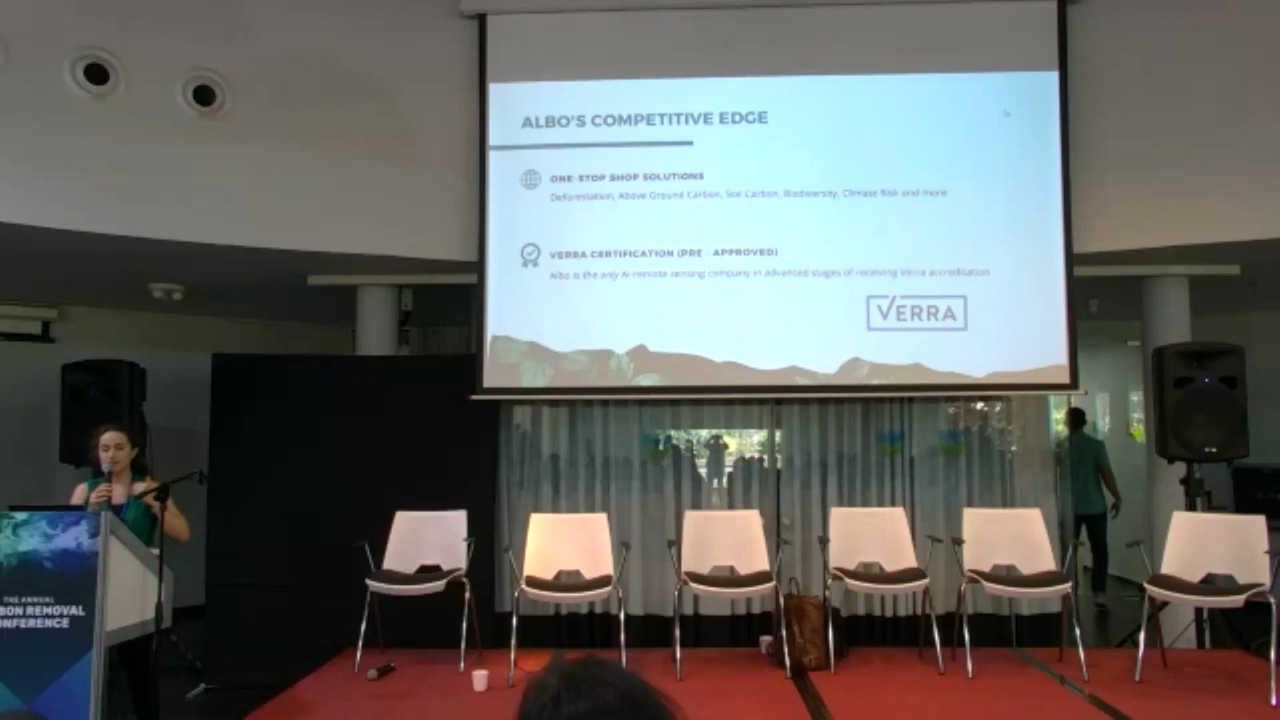 ALBO'S COMPETITIVE EDGE
ONE-STOP SHOP SOLUTIONS
Deforestation, Above Ground Carbon, Soil Carbon, Biodiversity, Climate Risk and more
VERRA CERTIFICATION (PRE - APPROVED)
Albo is the only AI remote sensing company in advanced stages of receiving Verra accreditation
VERRA
THE ANNUAL
BON REMOVAL
ONFERENCE